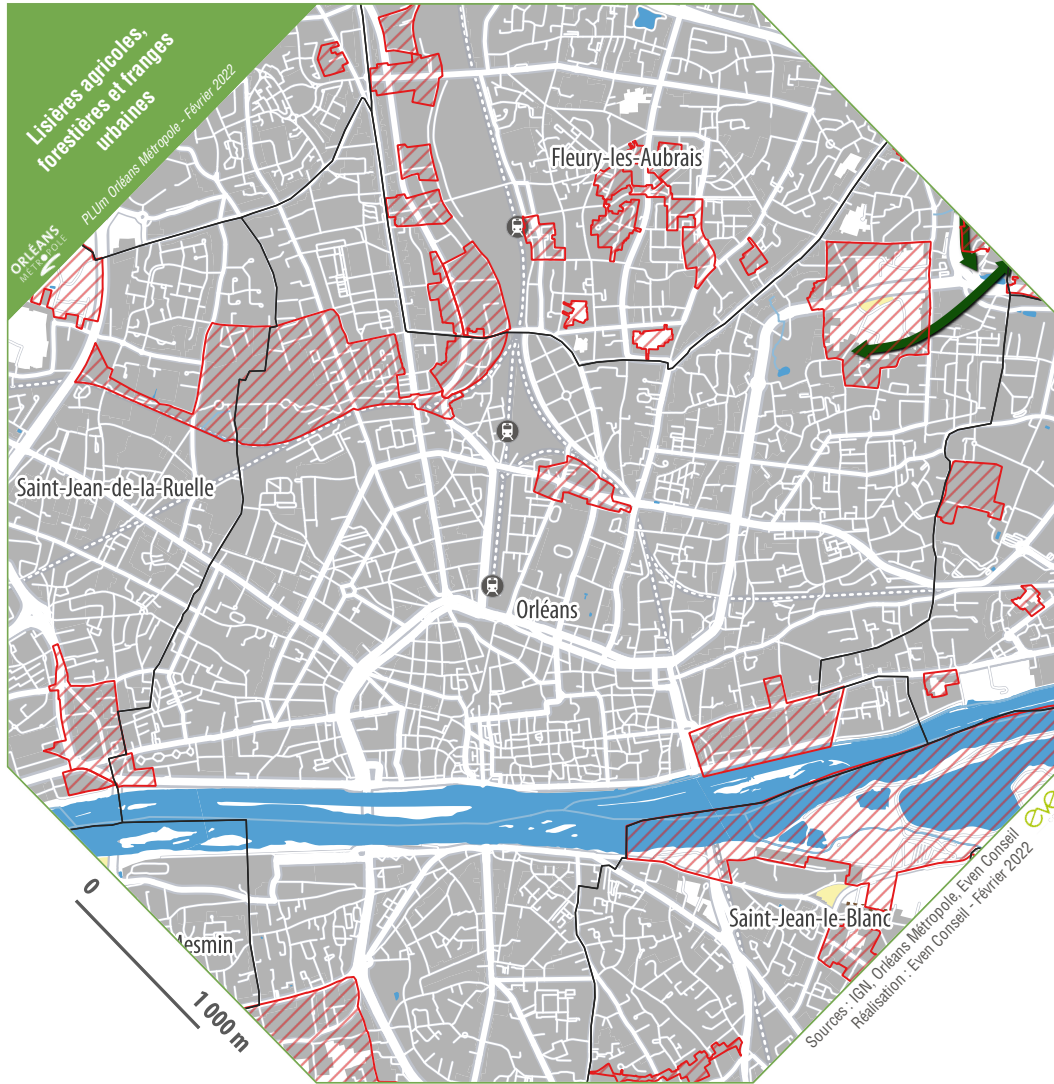 Lisières agricoles,
forestières et franges
urbaines
PLUm Orléans Métropole - Février 2022
ORLÉANS
MÉTROPOLE
Fleury-les-Aubrais
Saint-Jean-de-la-Ruelle
Orléans
Saint-Jean-le-Blanc
Mesmin
0
1 000 m
Sources : IGN, Orléans Métropole, Even Conseil
Réalisation : Even Conseil - Février 2022
eve